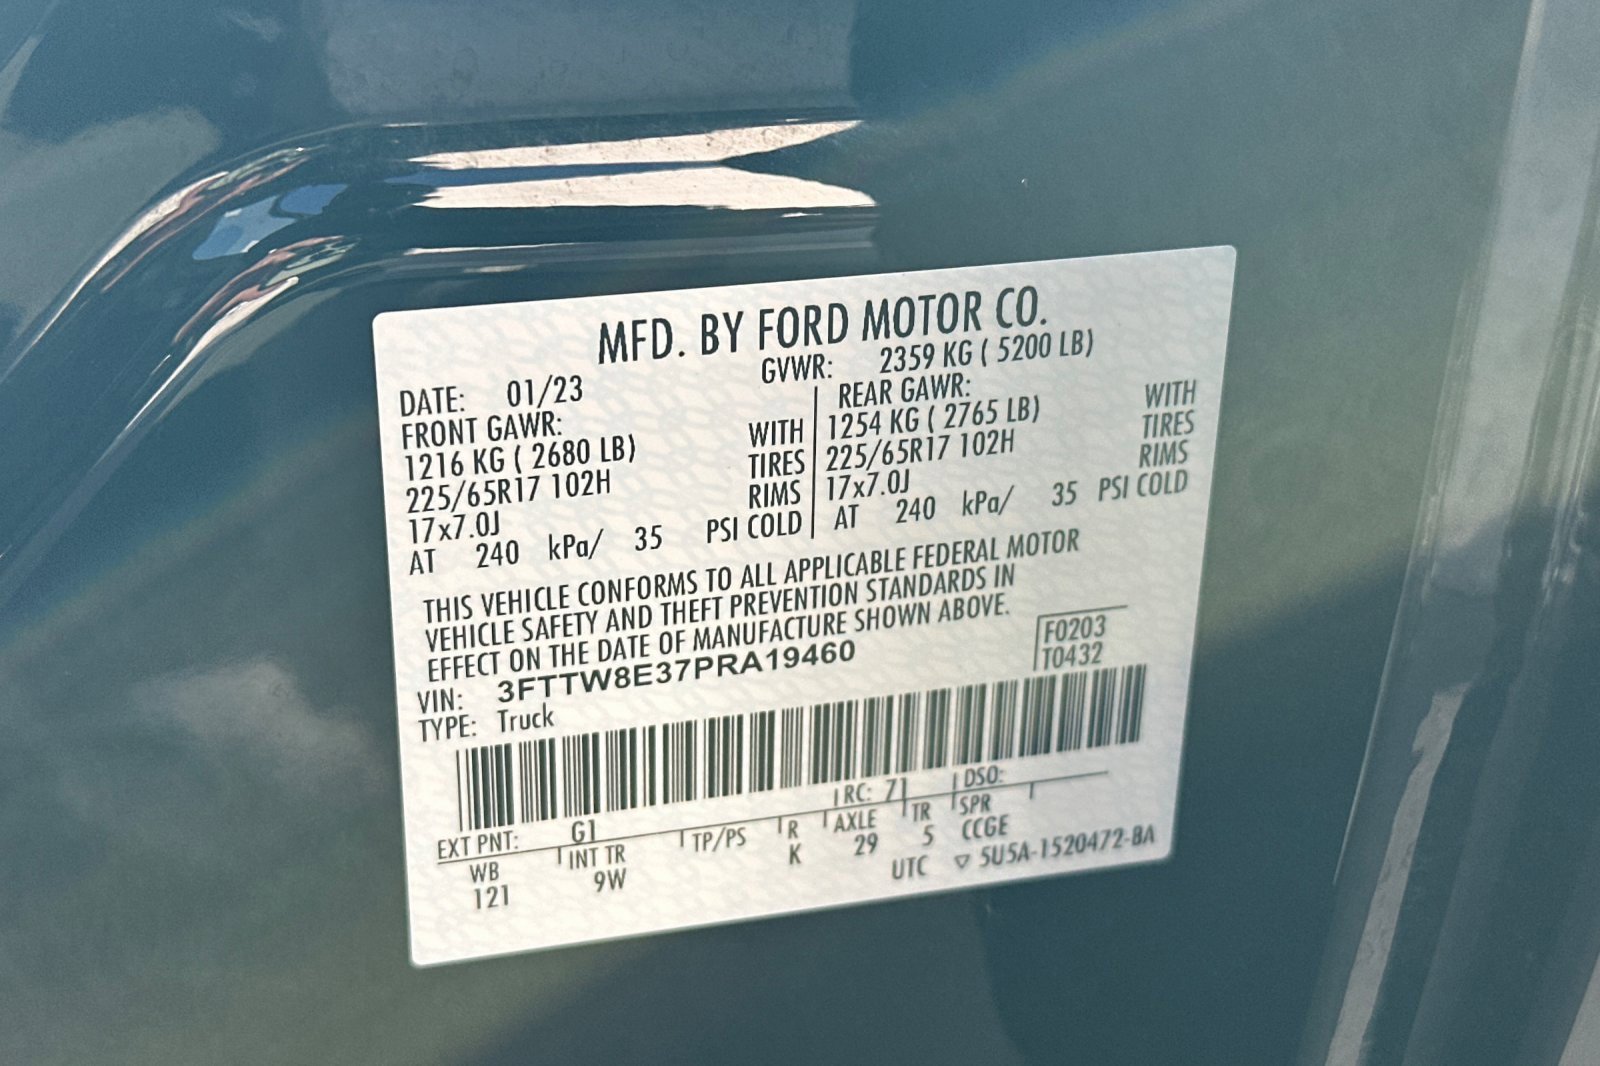 MFD. BY FORD MOTOR CO.
DATE: 01/23 GVWR: 2359 KG ( 5200 LB)
FRONT GAWR:
1216 KG ( 2680 LB) WITH
225/65R17 102H TIRES
17x7.0J RIMS
AT 240 kPa/ 35 PSI COLD
REAR GAWR:
1254 KG ( 2765 LB) WITH
225/65R17 102H TIRES
17x7.0J RIMS
AT 240 kPa/ 35 PSI COLD
THIS VEHICLE CONFORMS TO ALL APPLICABLE FEDERAL MOTOR
VEHICLE SAFETY AND THEFT PREVENTION STANDARDS IN
EFFECT ON THE DATE OF MANUFACTURE SHOWN ABOVE.
VIN: 3FTTW8E37PRA19460
TYPE: Truck
F0203
T0432
EXT PNT: G1 RC: 71 DSO:
WB INT TR TP/PS R AXLE TR SPR
121 9W K 29 5 CCGE
UTC ▽ 5U5A-1520472-BA